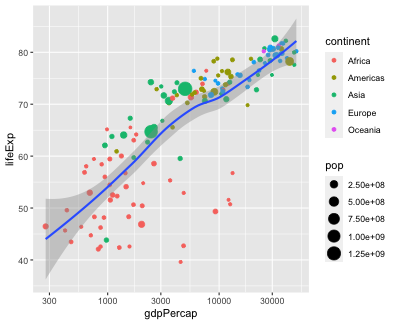 80
70
60
50
40
lifeExp
300
1000
3000
10000
30000
gdpPercap
continent
Africa
Americas
Asia
Europe
Oceania
pop
2.50e+08
5.00e+08
7.50e+08
1.00e+09
1.25e+09